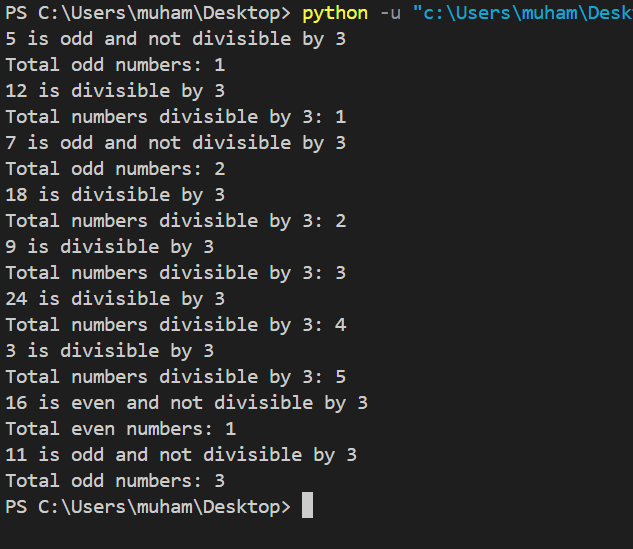 PS C:\Users\muham\Desktop> python -u "c:\Users\muham\Desk
5 is odd and not divisible by 3
Total odd numbers: 1
12 is divisible by 3
Total numbers divisible by 3: 1
7 is odd and not divisible by 3
Total odd numbers: 2
18 is divisible by 3
Total numbers divisible by 3: 2
9 is divisible by 3
Total numbers divisible by 3: 3
24 is divisible by 3
Total numbers divisible by 3: 4
3 is divisible by 3
Total numbers divisible by 3: 5
16 is even and not divisible by 3
Total even numbers: 1
11 is odd and not divisible by 3
Total odd numbers: 3
PS C:\Users\muham\Desktop>